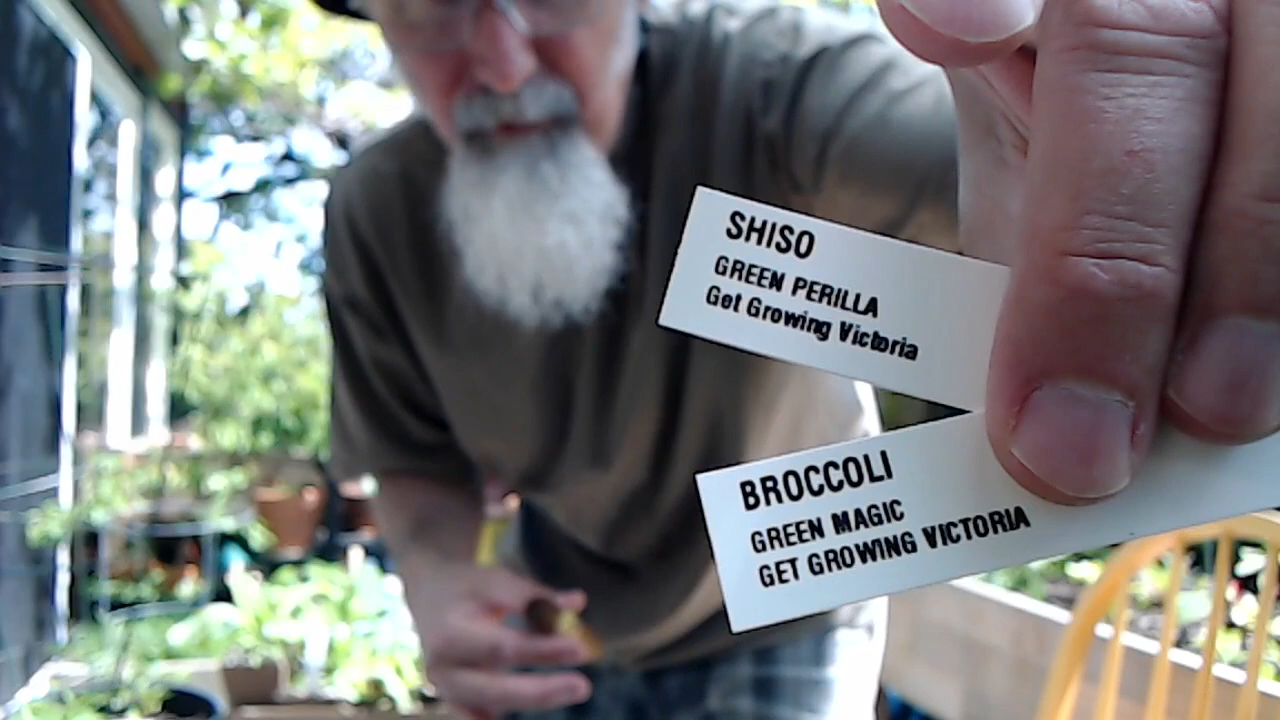 SHISO
GREEN PERILLA
Get Growing Victoria
BROCCOLI
GREEN MAGIC
GET GROWING VICTORIA